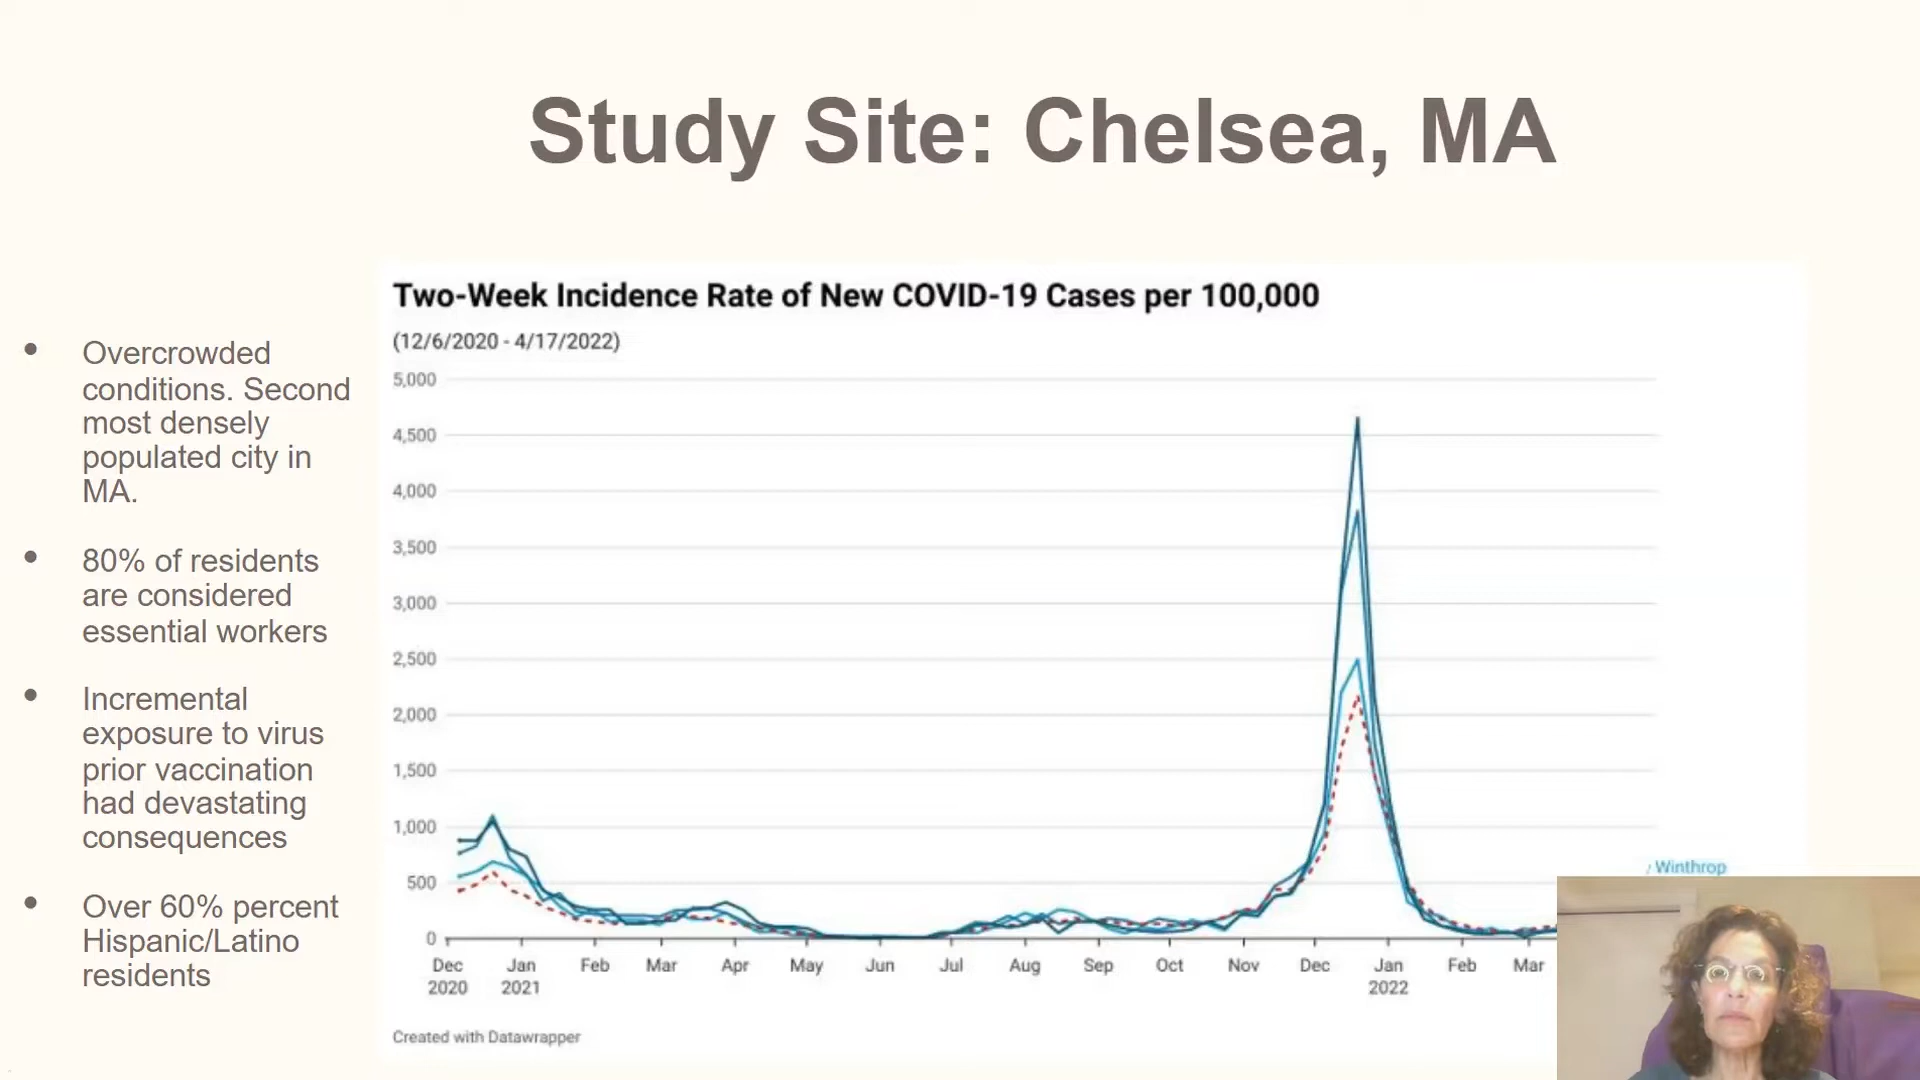 Study Site: Chelsea, MA
• Overcrowded
conditions. Second
most densely
populated city in
MA.
• 80% of residents
are considered
essential workers
• Incremental
exposure to virus
prior vaccination
had devastating
consequences
• Over 60% percent
Hispanic/Latino
residents
Two-Week Incidence Rate of New COVID-19 Cases per 100,000
(12/6/2020 - 4/17/2022)
5,000
4,500
4,000
3,500
3,000
2,500
2,000
1,500
1,000
500
0
Dec Jan Feb Mar Apr May Jun Jul Aug Sep Oct Nov Dec Jan Feb Mar
2020 2021 2022
Winthrop
Created with Datawrapper